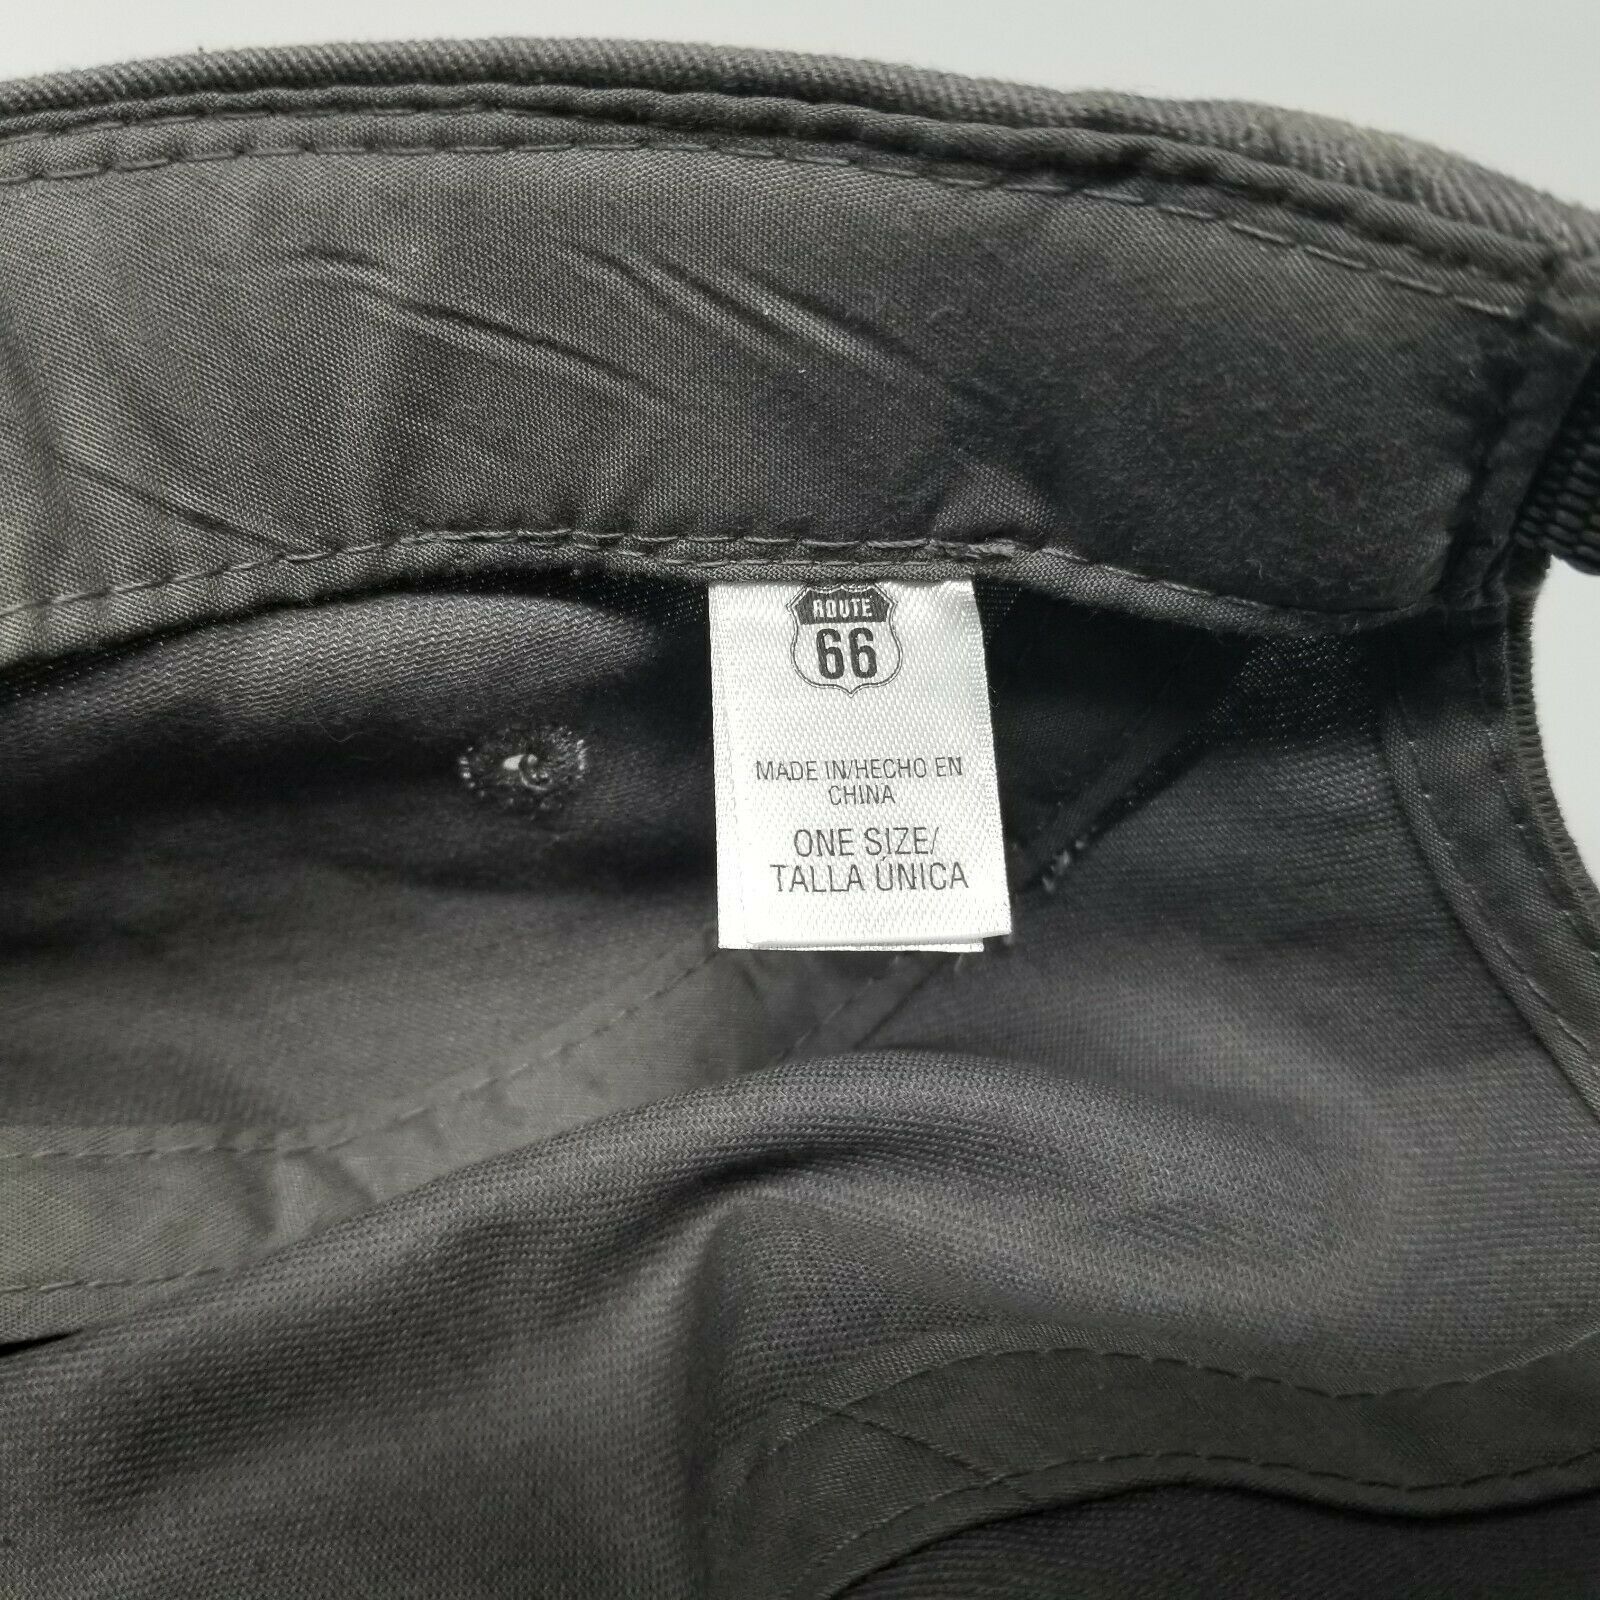 ROUTE
66
MADE IN/HECHO EN
CHINA
ONE SIZE/
TALLA ÚNICA